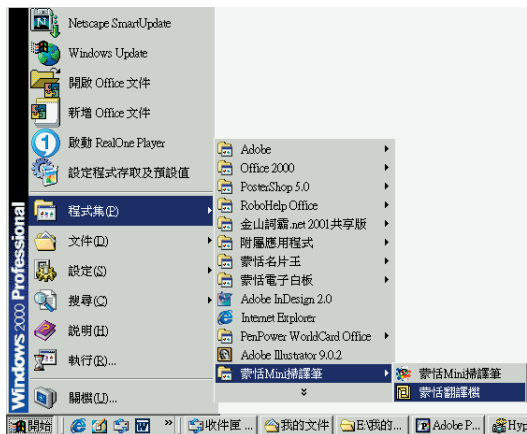 Netscape SmartUpdate
Windows Update
開啟 Office 文件
新增 Office 文件
啟動 RealOne Player
設定程式存取及預設值
程式集(P)
文件(D)
設定(S)
搜尋(C)
說明(H)
執行(R)...
關機(U)...
Windows 2000 Professional
Adobe
Office 2000
PosterShop 5.0
RoboHelp Office
金山詞霸.net 2001共享版
附屬應用程式
蒙恬名片王
蒙恬電子白板
Adobe InDesign 2.0
Internet Explorer
PenPower WorldCard Office
Adobe Illustrator 9.0.2
蒙恬Mini掃譯筆
蒙恬Mini掃譯筆
蒙恬翻譯機
開始
»
收件匣 ...
我的文件
E:\我的...
Adobe P...
Hyp